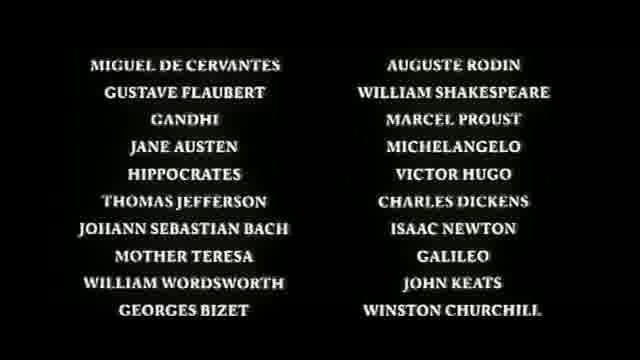 MIGUEL DE CERVANTES
GUSTAVE FLAUBERT
GANDHI
JANE AUSTEN
HIPPOCRATES
THOMAS JEFFERSON
JOHANN SEBASTIAN BACH
MOTHER TERESA
WILLIAM WORDSWORTH
GEORGES BIZET
AUGUSTE RODIN
WILLIAM SHAKESPEARE
MARCEL PROUST
MICHELANGELO
VICTOR HUGO
CHARLES DICKENS
ISAAC NEWTON
GALILEO
JOHN KEATS
WINSTON CHURCHILL